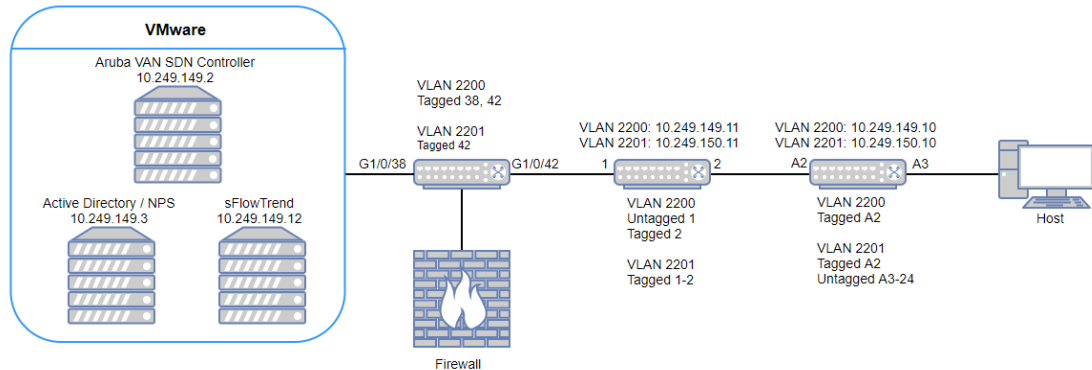 VMware
Aruba VAN SDN Controller
10.249.149.2
Active Directory / NPS
10.249.149.3
sFlowTrend
10.249.149.12
VLAN 2200
Tagged 38, 42
VLAN 2201
Tagged 42
G1/0/38
G1/0/42
Firewall
VLAN 2200: 10.249.149.11
VLAN 2201: 10.249.150.11
1
2
VLAN 2200
Untagged 1
Tagged 2
VLAN 2201
Tagged 1-2
VLAN 2200: 10.249.149.10
VLAN 2201: 10.249.150.10
A2
A3
VLAN 2200
Tagged A2
VLAN 2201
Tagged A2
Untagged A3-24
Host